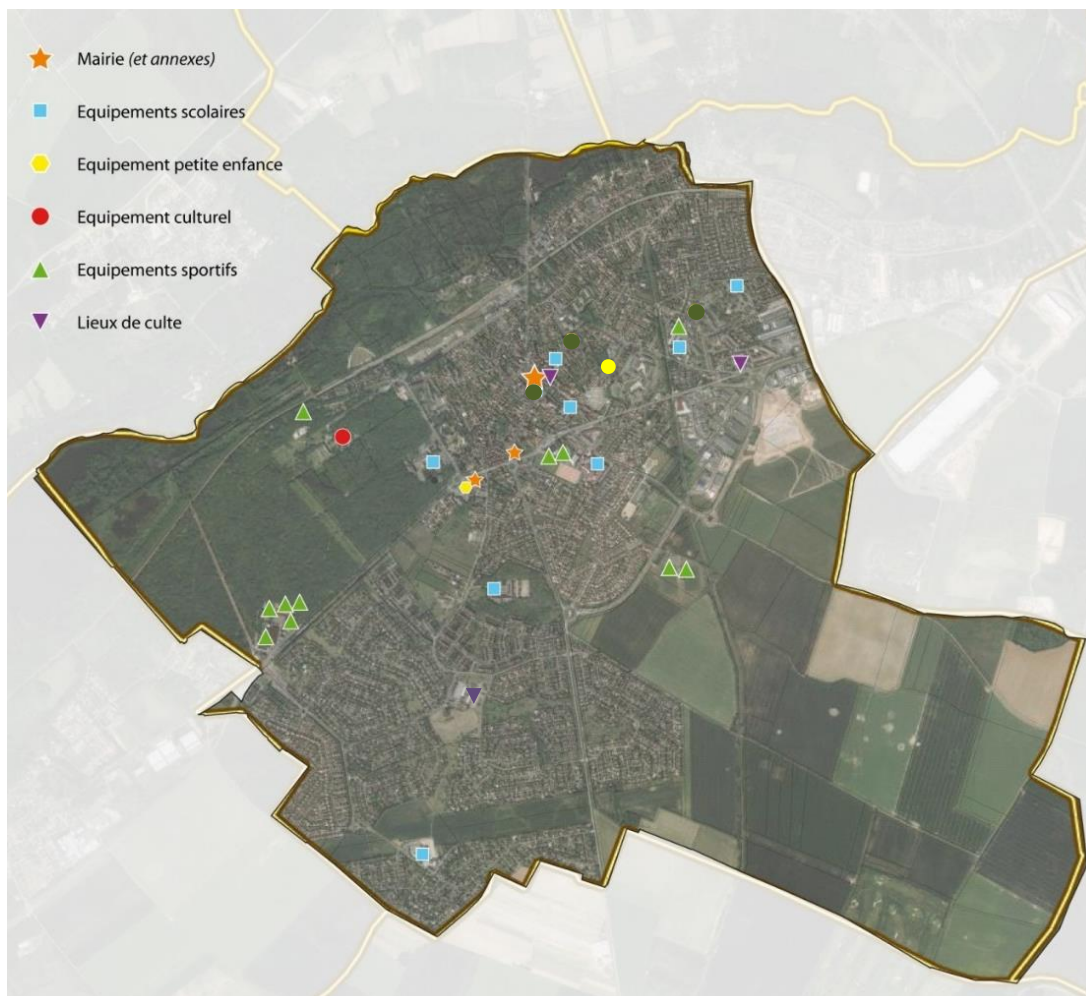 Mairie (et annexes)
Equipements scolaires
Equipement petite enfance
Equipement culturel
Equipements sportifs
Lieux de culte